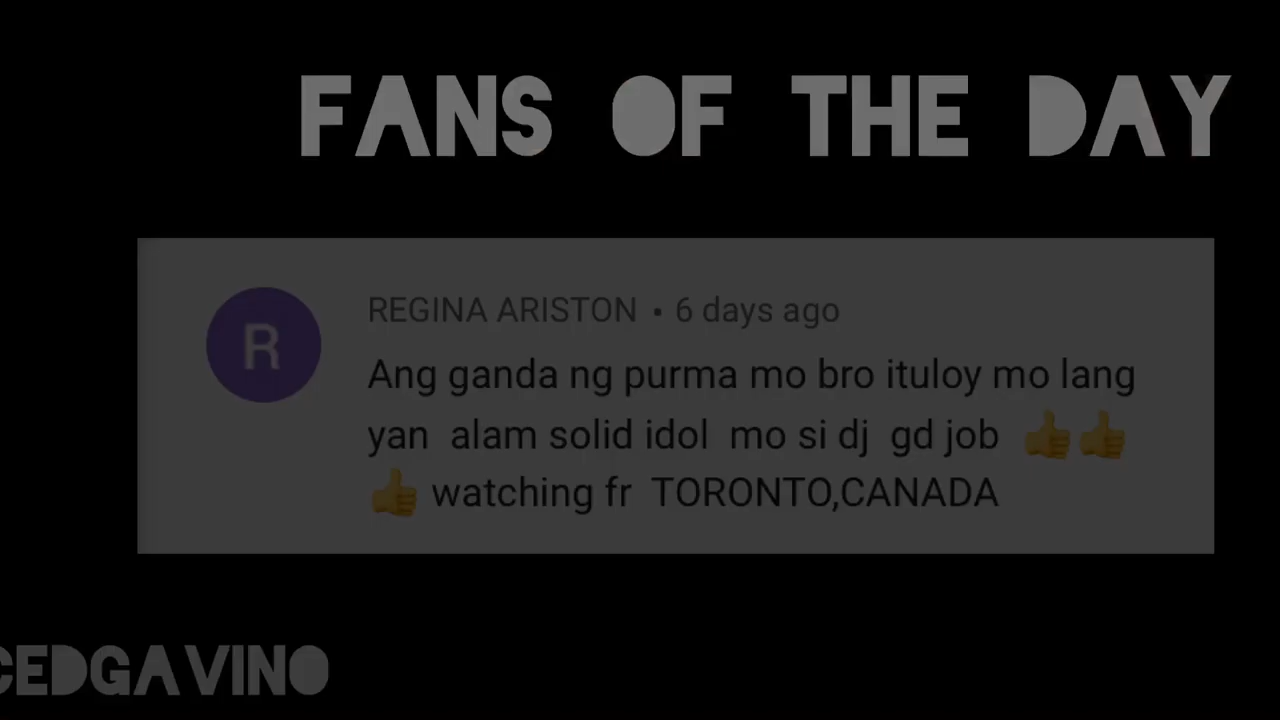 FANS OF THE DAY
R
REGINA ARISTON • 6 days ago
Ang ganda ng purma mo bro ituloy mo lang
yan alam solid idol mo si dj gd job 👍👍
👍 watching fr TORONTO,CANADA
CEDGAVINO